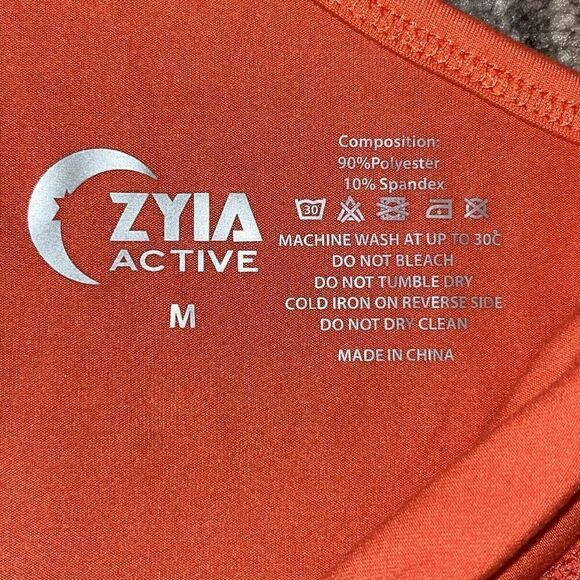 ZYIA
ACTIVE
M
Composition:
90%Polyester
10% Spandex
30
MACHINE WASH AT UP TO 30℃
DO NOT BLEACH
DO NOT TUMBLE DRY
COLD IRON ON REVERSE SIDE
DO NOT DRY CLEAN
MADE IN CHINA